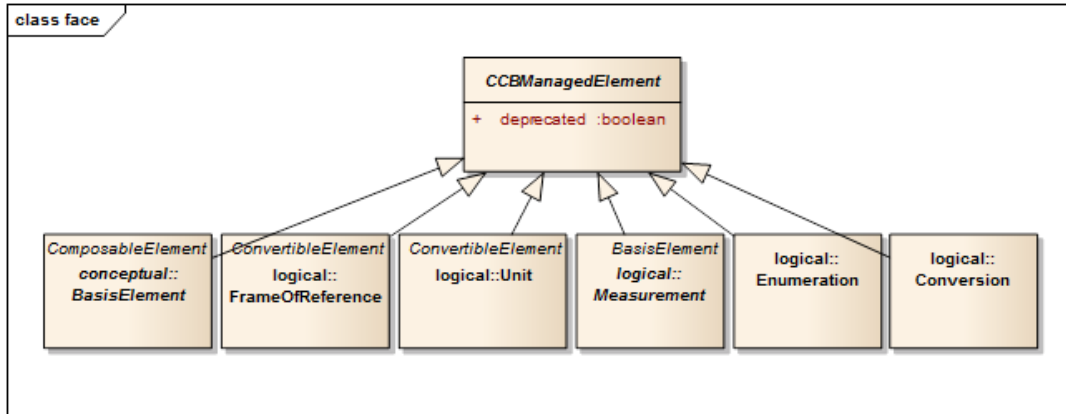 class face
CCBManagedElement
+ deprecated :boolean
ComposableElement
conceptual::
BasisElement
ConvertibleElement
logical::
FrameOfReference
ConvertibleElement
logical::Unit
BasisElement
logical::
Measurement
logical::
Enumeration
logical::
Conversion